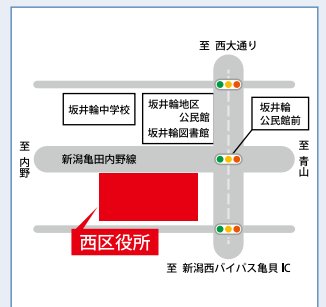 至 西大通り
坂井輪中学校
坂井輪地区
公民館
坂井輪図書館
坂井輪
公民館前
至 内野
新潟亀田内野線
至 青山
西区役所
至 新潟西バイパス亀貝 IC